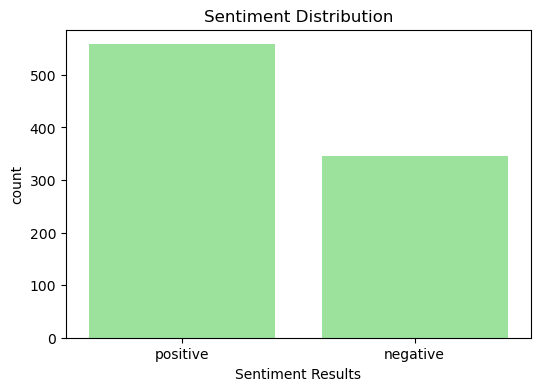 Sentiment Distribution
count
500
400
300
200
100
0
positive negative
Sentiment Results